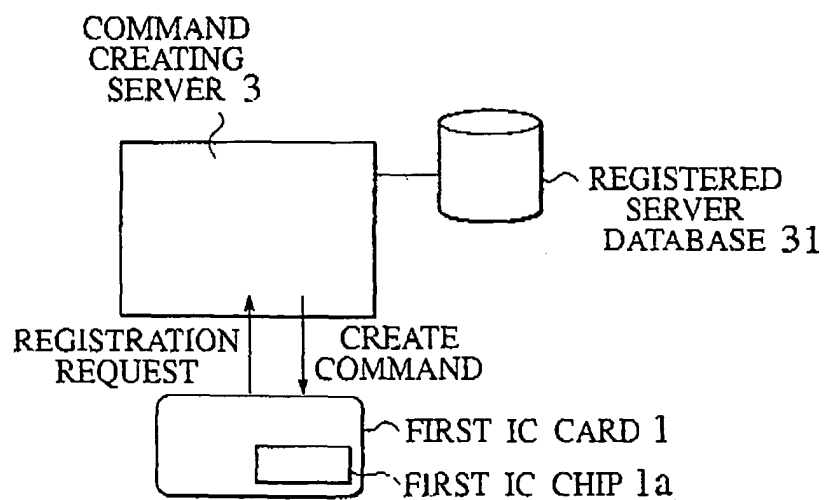 COMMAND
CREATING
SERVER 3
REGISTERED
SERVER
DATABASE 31
REGISTRATION
REQUEST
CREATE
COMMAND
FIRST IC CARD 1
FIRST IC CHIP 1a